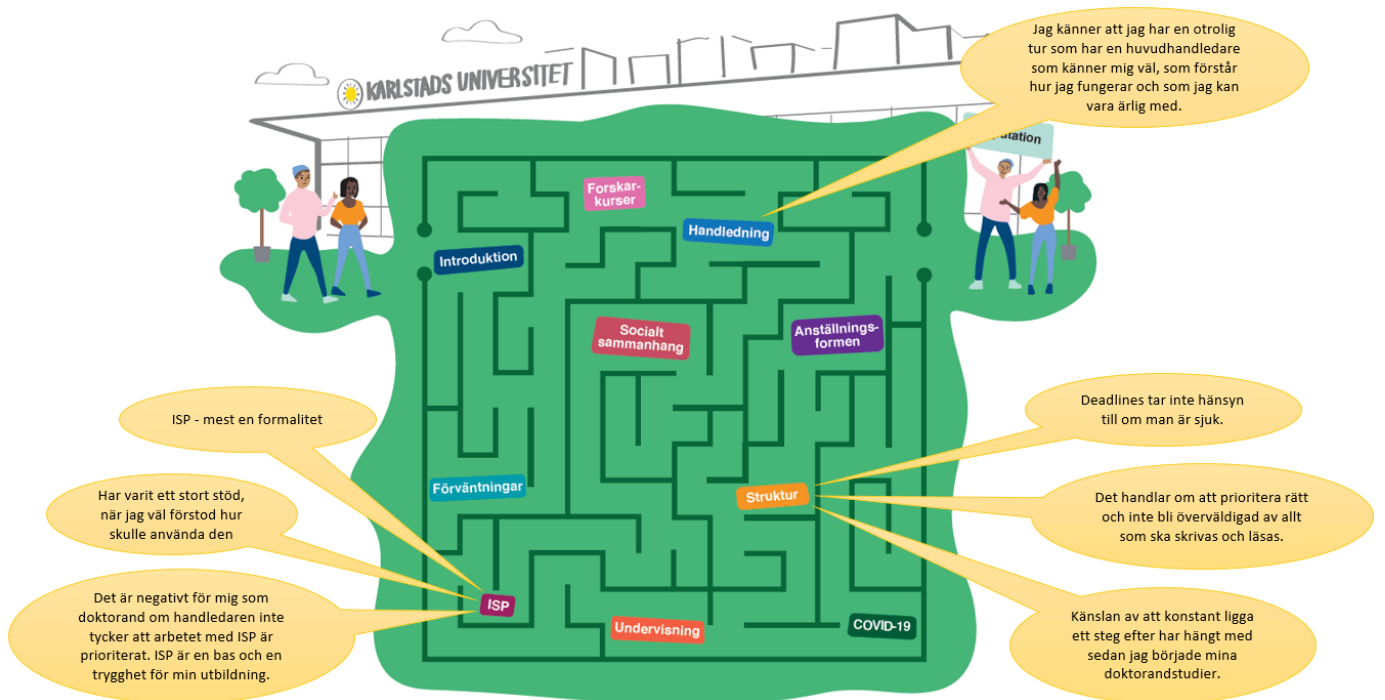 KARLSTADS UNIVERSITET
Jag känner att jag har en otrolig
tur som har en huvudhandledare
som känner mig väl, som förstår
hur jag fungerar och som jag kan
vara ärlig med.
Forskar-
kurser
Handledning
Introduktion
Socialt
sammanhang
Anställnings-
formen
ISP - mest en formalitet
Deadlines tar inte hänsyn
till om man är sjuk.
Har varit ett stort stöd,
när jag väl förstod hur
skulle använda den
Förväntningar
Struktur
Det handlar om att prioritera rätt
och inte bli överväldigad av allt
som ska skrivas och läsas.
Det är negativt för mig som
doktorand om handledaren inte
tycker att arbetet med ISP är
prioriterat. ISP är en bas och en
trygghet för min utbildning.
ISP
Undervisning
COVID-19
Känslan av att konstant ligga
ett steg efter har hängt med
sedan jag började mina
doktorandstudier.